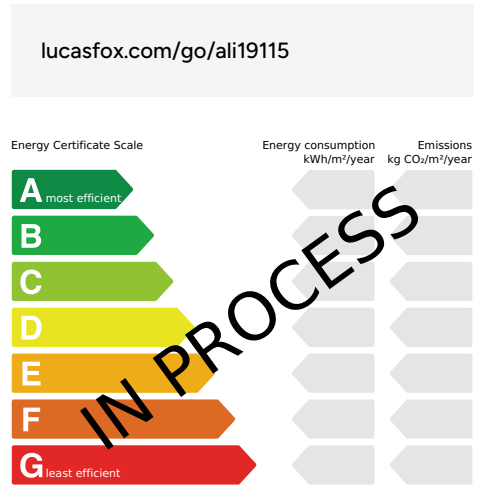 lucasfox.com/go/ali19115
Energy Certificate Scale
Energy consumption
kWh/m²/year
Emissions
kg CO₂/m²/year
A most efficient
B
C
D
E
F
G least efficient
IN PROCESS